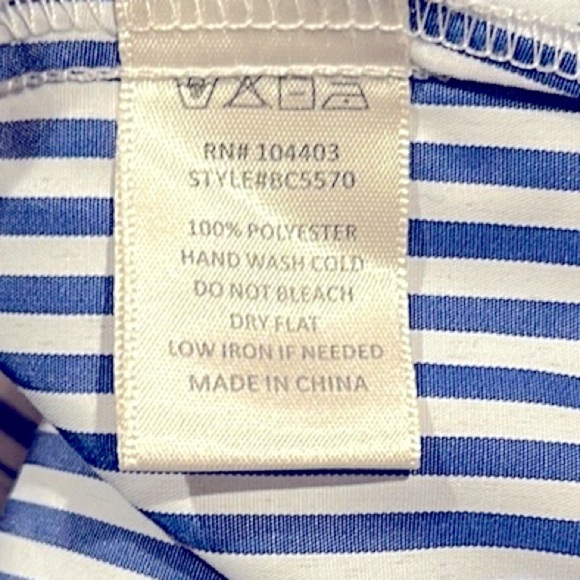 RN# 104403
STYLE#BC5570
100% POLYESTER
HAND WASH COLD
DO NOT BLEACH
DRY FLAT
LOW IRON IF NEEDED
MADE IN CHINA